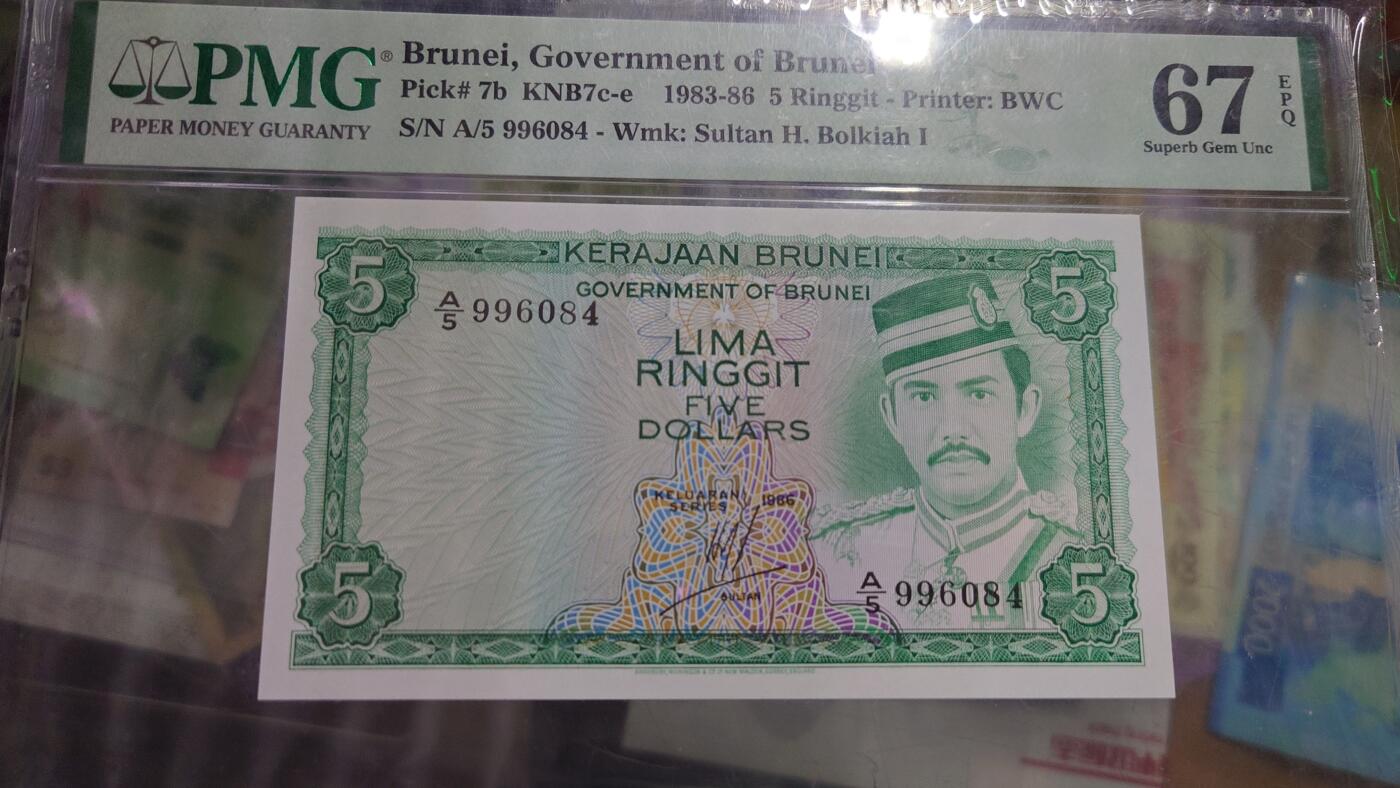 PMG®
PAPER MONEY GUARANTY
Brunei, Government of Brunei
Pick# 7b KNB7c-e 1983-86 5 Ringgit - Printer: BWC
S/N A/5 996084 - Wmk: Sultan H. Bolkiah I
67
EPQ
Superb Gem Unc
5
KERAJAAN BRUNEI
5
GOVERNMENT OF BRUNEI
A/5 996084
LIMA
RINGGIT
FIVE
DOLLARS
KELUARAN
SERIES 1986
SULTAN
A/5 996084
5
5
2000